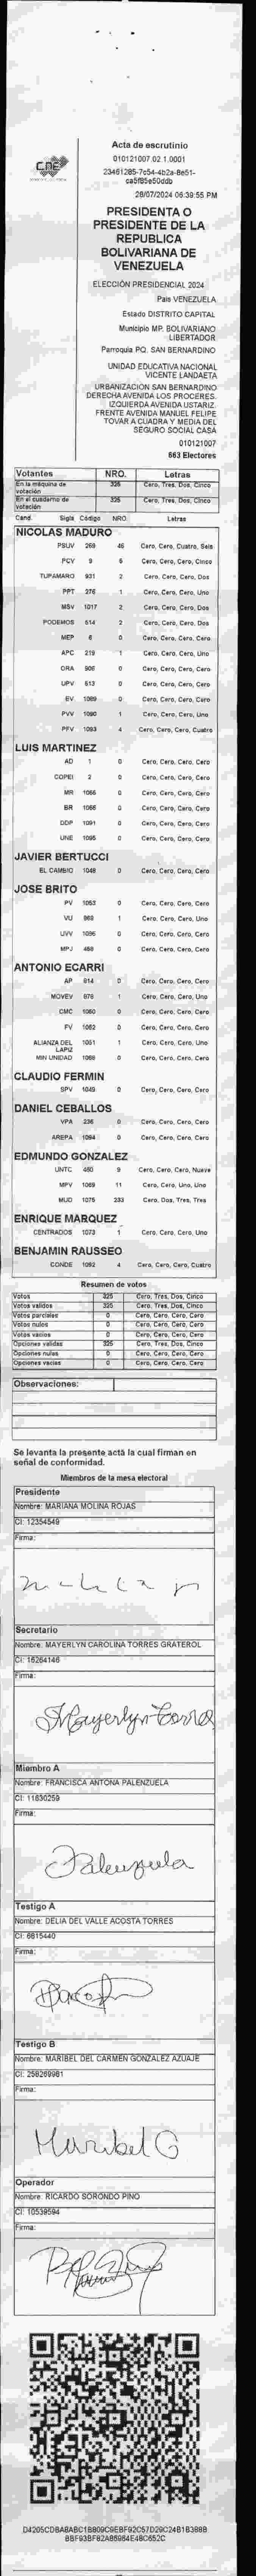 CNE
Acta de escrutinio
010121007.02.1.0001
23461285-7c54-4b2a-8e51-
ca5f85e50ddb
28/07/2024 06:39:55 PM
PRESIDENTA O
PRESIDENTE DE LA
REPUBLICA
BOLIVARIANA DE
VENEZUELA
ELECCIÓN PRESIDENCIAL 2024
País VENEZUELA
Estado DISTRITO CAPITAL
Municipio MP. BOLIVARIANO
LIBERTADOR
Parroquia PQ. SAN BERNARDINO
UNIDAD EDUCATIVA NACIONAL
VICENTE LANDAETA
URBANIZACIÓN SAN BERNARDINO
DERECHA AVENIDA LOS PROCERES.
IZQUIERDA AVENIDA USTARIZ.
FRENTE AVENIDA MANUEL FELIPE
TOVAR A CUADRA Y MEDIA DEL
SEGURO SOCIAL CASA
010121007
663 Electores
Votantes NRO. Letras
En la máquina de votación 325 Cero, Tres, Dos, Cinco
En el cuaderno de votación 325 Cero, Tres, Dos, Cinco
Cand. Sigla Código NRO. Letras
NICOLAS MADURO
PSUV 269 46 Cero, Cero, Cuatro, Seis
PCV 9 5 Cero, Cero, Cero, Cinco
TUPAMARO 931 2 Cero, Cero, Cero, Dos
PPT 276 1 Cero, Cero, Cero, Uno
MSV 1017 2 Cero, Cero, Cero, Dos
PODEMOS 514 2 Cero, Cero, Cero, Dos
MEP 6 0 Cero, Cero, Cero, Cero
APC 219 1 Cero, Cero, Cero, Uno
ORA 906 0 Cero, Cero, Cero, Cero
UPV 513 0 Cero, Cero, Cero, Cero
EV 1089 0 Cero, Cero, Cero, Cero
PVV 1090 1 Cero, Cero, Cero, Uno
PFV 1093 4 Cero, Cero, Cero, Cuatro
LUIS MARTINEZ
AD 1 0 Cero, Cero, Cero, Cero
COPEI 2 0 Cero, Cero, Cero, Cero
MR 1055 0 Cero, Cero, Cero, Cero
BR 1056 0 Cero, Cero, Cero, Cero
DDP 1091 0 Cero, Cero, Cero, Cero
UNE 1095 0 Cero, Cero, Cero, Cero
JAVIER BERTUCCI
EL CAMBIO 1048 0 Cero, Cero, Cero, Cero
JOSE BRITO
PV 1053 0 Cero, Cero, Cero, Cero
VU 969 1 Cero, Cero, Cero, Uno
UVV 1096 0 Cero, Cero, Cero, Cero
MPJ 468 0 Cero, Cero, Cero, Cero
ANTONIO ECARRI
AP 814 0 Cero, Cero, Cero, Cero
MOVEV 976 1 Cero, Cero, Cero, Uno
CMC 1060 0 Cero, Cero, Cero, Cero
FV 1062 0 Cero, Cero, Cero, Cero
ALIANZA DEL LAPIZ 1051 1 Cero, Cero, Cero, Uno
MIN UNIDAD 1088 0 Cero, Cero, Cero, Cero
CLAUDIO FERMIN
SPV 1049 0 Cero, Cero, Cero, Cero
DANIEL CEBALLOS
VPA 236 0 Cero, Cero, Cero, Cero
AREPA 1094 0 Cero, Cero, Cero, Cero
EDMUNDO GONZALEZ
UNTC 460 9 Cero, Cero, Cero, Nueve
MPV 1069 11 Cero, Cero, Uno, Uno
MUD 1075 233 Cero, Dos, Tres, Tres
ENRIQUE MARQUEZ
CENTRADOS 1073 1 Cero, Cero, Cero, Uno
BENJAMIN RAUSSEO
CONDE 1092 4 Cero, Cero, Cero, Cuatro
Resumen de votos
Votos 325 Cero, Tres, Dos, Cinco
Votos válidos 325 Cero, Tres, Dos, Cinco
Votos parciales 0 Cero, Cero, Cero, Cero
Votos nulos 0 Cero, Cero, Cero, Cero
Votos vacíos 0 Cero, Cero, Cero, Cero
Opciones válidas 325 Cero, Tres, Dos, Cinco
Opciones nulas 0 Cero, Cero, Cero, Cero
Opciones vacías 0 Cero, Cero, Cero, Cero
Observaciones:
Se levanta la presente acta la cual firman en
señal de conformidad.
Miembros de la mesa electoral
Presidente
Nombre: MARIANA MOLINA ROJAS
CI: 12354549
Firma:
Secretario
Nombre: MAYERLYN CAROLINA TORRES GRATEROL
CI: 16264146
Firma:
Mayerlyn Torres
Miembro A
Nombre: FRANCISCA ANTONA PALENZUELA
CI: 11630259
Firma:
Palenzuela
Testigo A
Nombre: DELIA DEL VALLE ACOSTA TORRES
CI: 6815440
Firma:
Testigo B
Nombre: MARIBEL DEL CARMEN GONZALEZ AZUAJE
CI: 258269981
Firma:
Maribel G
Operador
Nombre: RICARDO SORONDO PINO
CI: 10539594
Firma: